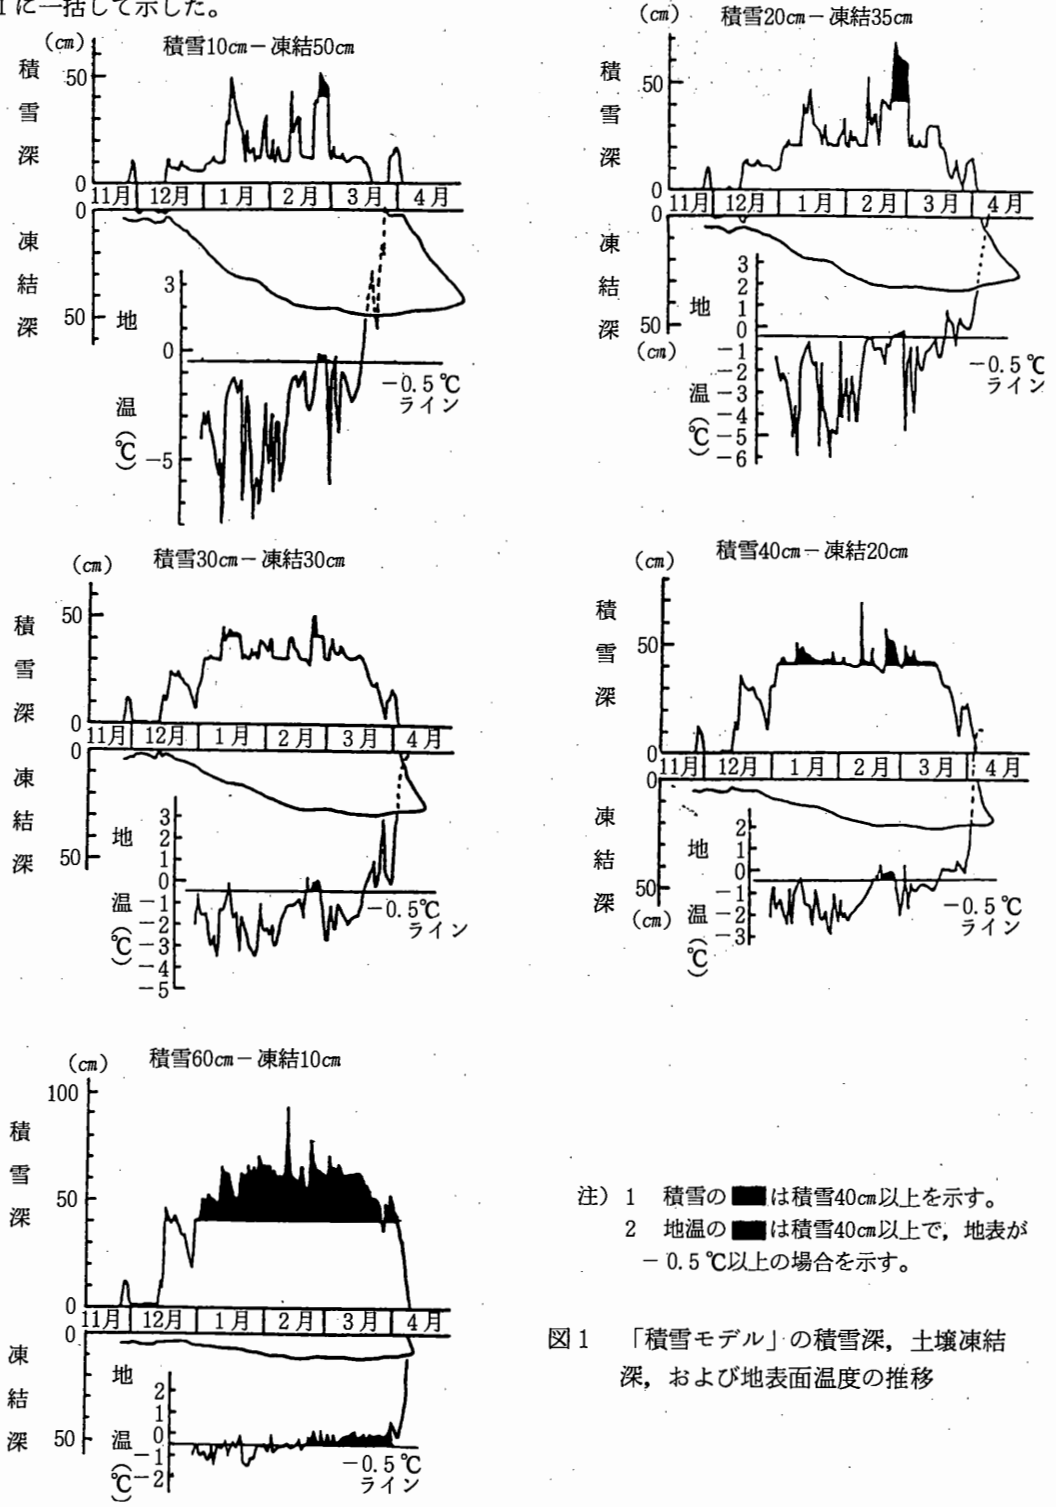 に一括して示した。
積雪10cm－凍結50cm
(cm)
積雪深
50
0
11月 12月 1月 2月 3月 4月
0
凍結深
50
地温(℃)
3
0
－5
－0.5℃
ライン
積雪20cm－凍結35cm
(cm)
積雪深
50
0
11月 12月 1月 2月 3月 4月
0
凍結深
50
(cm)
地温(℃)
3
2
1
0
－1
－2
－3
－4
－5
－6
－0.5℃
ライン
積雪30cm－凍結30cm
(cm)
積雪深
50
0
11月 12月 1月 2月 3月 4月
0
凍結深
50
地温(℃)
3
2
1
0
－1
－2
－3
－4
－5
－0.5℃
ライン
積雪40cm－凍結20cm
(cm)
積雪深
50
0
11月 12月 1月 2月 3月 4月
0
凍結深
50
(cm)
地温(℃)
2
1
0
－1
－2
－3
－0.5℃
ライン
積雪60cm－凍結10cm
(cm)
積雪深
100
50
0
11月 12月 1月 2月 3月 4月
0
凍結深
50
地温(℃)
2
1
0
－1
－2
－0.5℃
ライン
注） 1 積雪の■は積雪40cm以上を示す。
2 地温の■は積雪40cm以上で，地表が
－0.5℃以上の場合を示す。
図1 「積雪モデル」の積雪深，土壌凍結
深，および地表面温度の推移